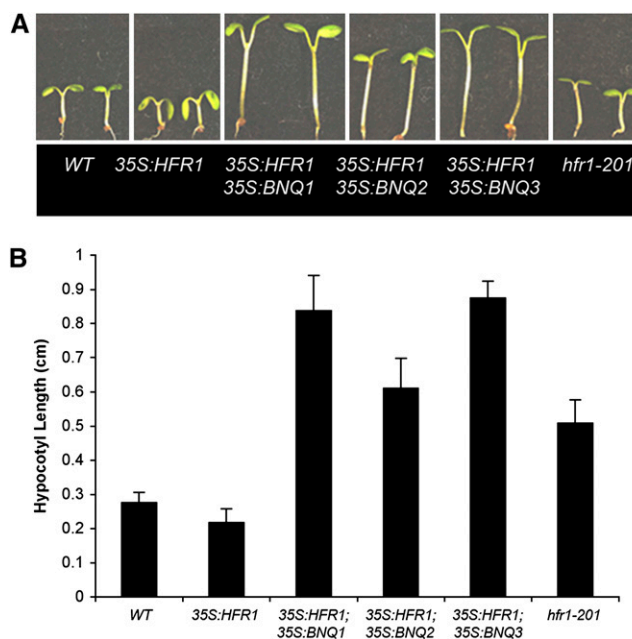 A
WT 35S:HFR1 35S:HFR1 35S:HFR1 35S:HFR1 hfr1-201
35S:BNQ1 35S:BNQ2 35S:BNQ3
B
1
0.9
0.8
0.7
0.6
0.5
0.4
0.3
0.2
0.1
0
Hypocotyl Length (cm)
WT 35S:HFR1 35S:HFR1; 35S:HFR1; 35S:HFR1; hfr1-201
35S:BNQ1 35S:BNQ2 35S:BNQ3